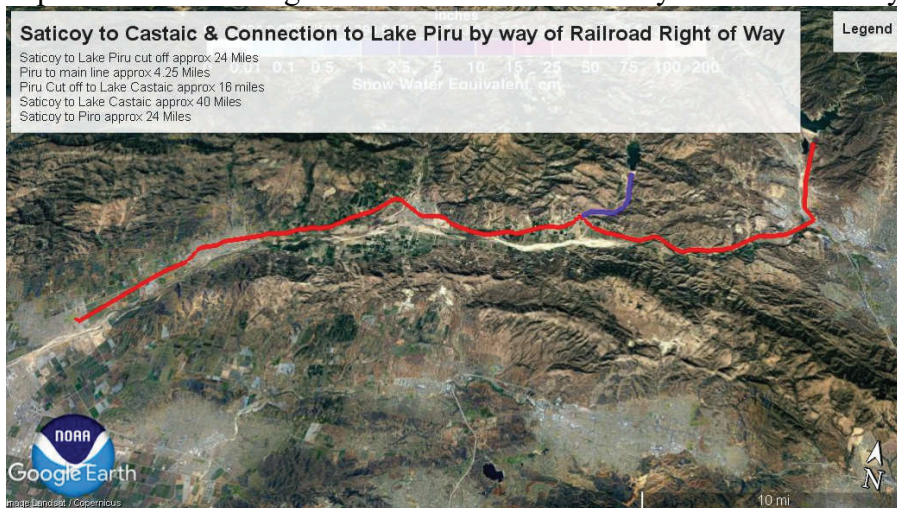 Saticoy to Castaic & Connection to Lake Piru by way of Railroad Right of Way
Legend
Saticoy to Lake Piru cut off approx 24 Miles
Piru to main line approx 4.25 Miles
Piru Cut off to Lake Castaic approx 16 miles
Saticoy to Lake Castaic approx 40 Miles
Saticoy to Piro approx 24 Miles
inches
0.01 0.1 0.5 1 2.5 5 10 15 25 50 75 100 200
Snow Water Equivalent, cm
NOAA
Google Earth
Image Landsat / Copernicus
N
10 mi